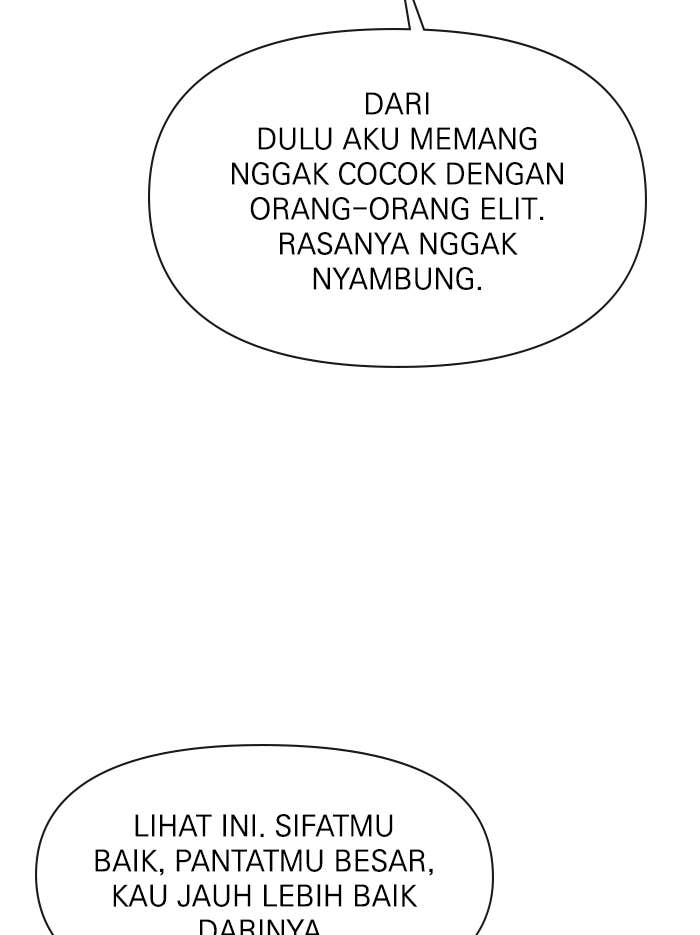 DARI
DULU AKU MEMANG
NGGAK COCOK DENGAN
ORANG-ORANG ELIT.
RASANYA NGGAK
NYAMBUNG.
LIHAT INI. SIFATMU
BAIK, PANTATMU BESAR,
KAU JAUH LEBIH BAIK
DARINYA